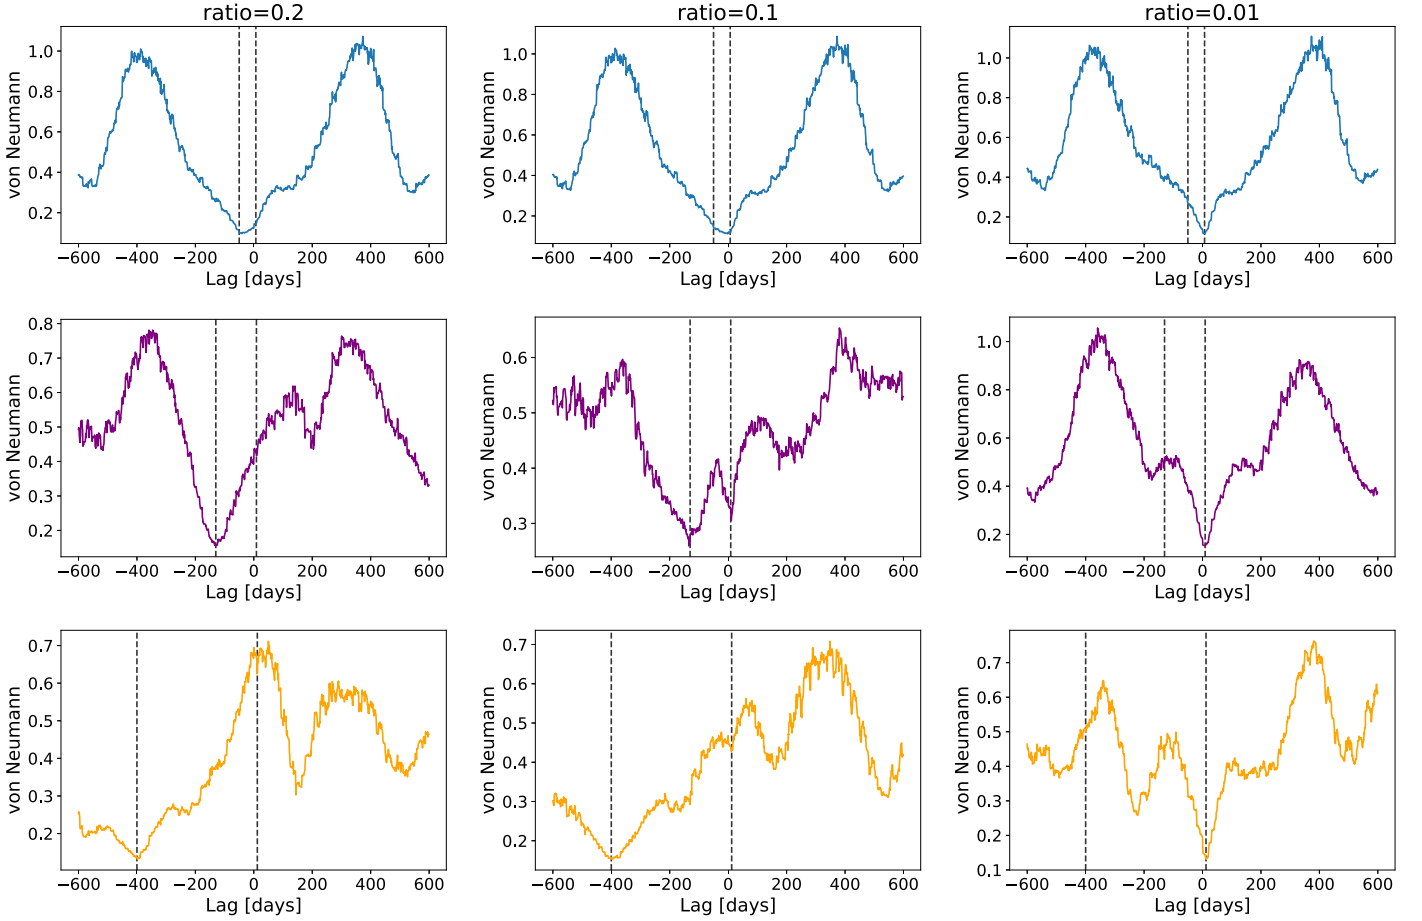 ratio=0.2 ratio=0.1 ratio=0.01
von Neumann 1.0 0.8 0.6 0.4 0.2
−600 −400 −200 0 200 400 600
Lag [days]
von Neumann 1.0 0.8 0.6 0.4 0.2
−600 −400 −200 0 200 400 600
Lag [days]
von Neumann 1.0 0.8 0.6 0.4 0.2
−600 −400 −200 0 200 400 600
Lag [days]
von Neumann 0.8 0.7 0.6 0.5 0.4 0.3 0.2
−600 −400 −200 0 200 400 600
Lag [days]
von Neumann 0.6 0.5 0.4 0.3
−600 −400 −200 0 200 400 600
Lag [days]
von Neumann 1.0 0.8 0.6 0.4 0.2
−600 −400 −200 0 200 400 600
Lag [days]
von Neumann 0.7 0.6 0.5 0.4 0.3 0.2
−600 −400 −200 0 200 400 600
Lag [days]
von Neumann 0.7 0.6 0.5 0.4 0.3 0.2
−600 −400 −200 0 200 400 600
Lag [days]
von Neumann 0.7 0.6 0.5 0.4 0.3 0.2 0.1
−600 −400 −200 0 200 400 600
Lag [days]